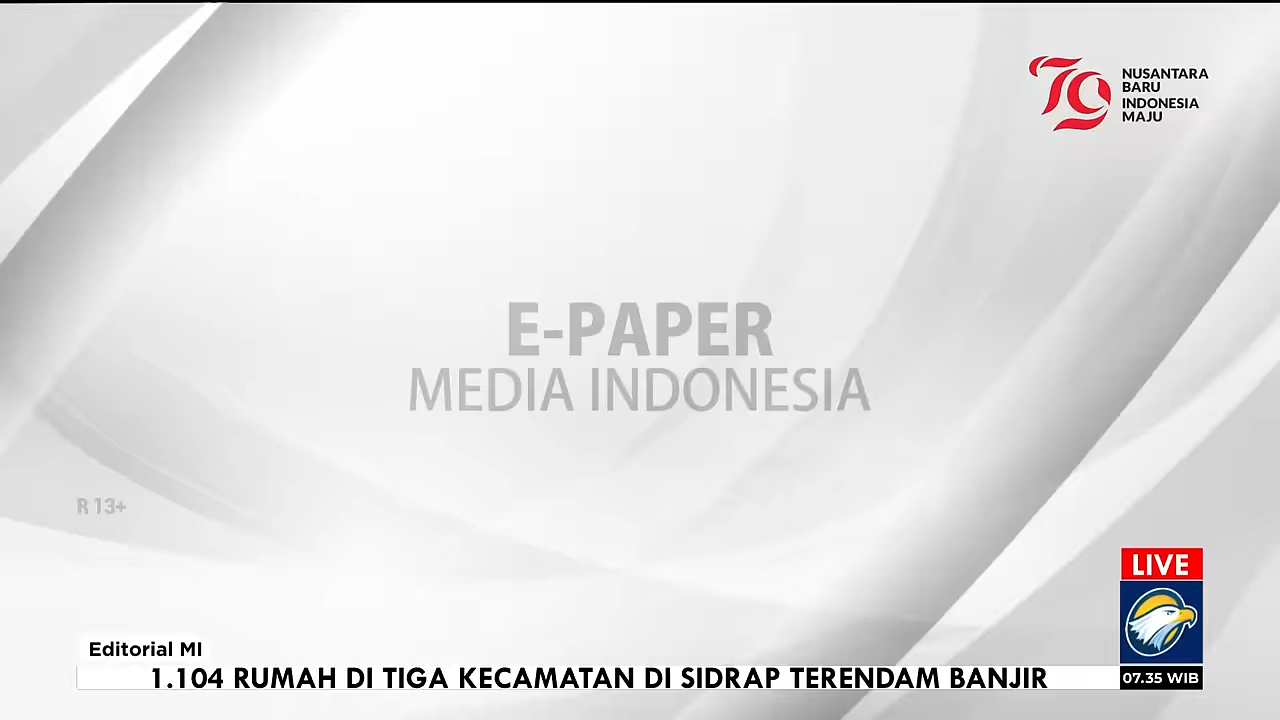 79
NUSANTARA
BARU
INDONESIA
MAJU
E-PAPER
MEDIA INDONESIA
R 13+
LIVE
Editorial MI
1.104 RUMAH DI TIGA KECAMATAN DI SIDRAP TERENDAM BANJIR
07.35 WIB